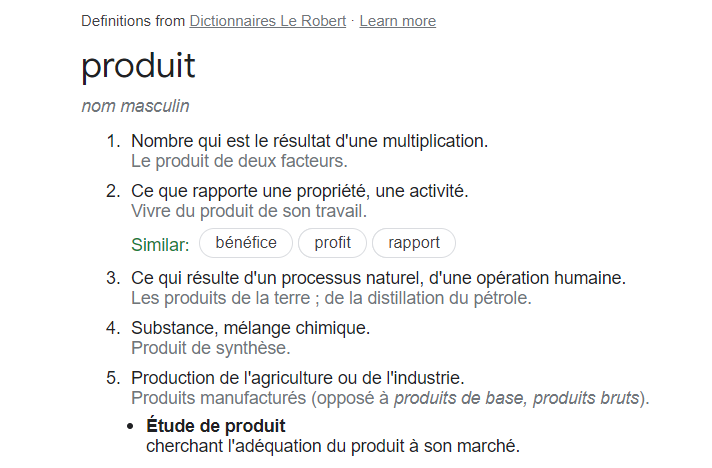 Definitions from Dictionnaires Le Robert · Learn more
produit
nom masculin
1. Nombre qui est le résultat d'une multiplication.
Le produit de deux facteurs.
2. Ce que rapporte une propriété, une activité.
Vivre du produit de son travail.
Similar: bénéfice profit rapport
3. Ce qui résulte d'un processus naturel, d'une opération humaine.
Les produits de la terre ; de la distillation du pétrole.
4. Substance, mélange chimique.
Produit de synthèse.
5. Production de l'agriculture ou de l'industrie.
Produits manufacturés (opposé à produits de base, produits bruts).
• Étude de produit
cherchant l'adéquation du produit à son marché.